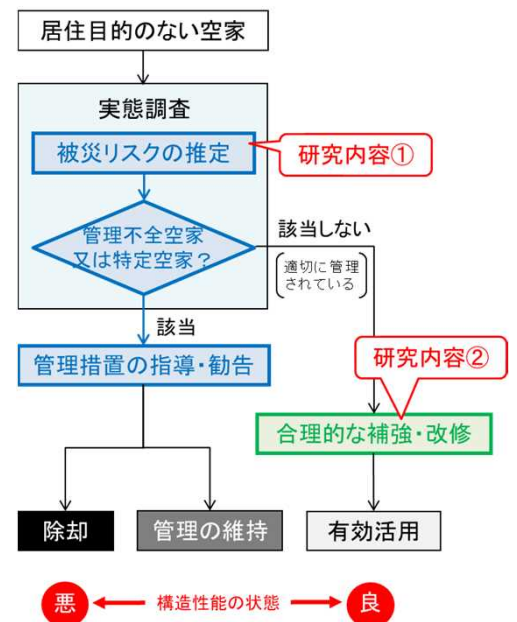 居住目的のない空家
実態調査
被災リスクの推定
研究内容①
管理不全空家
又は特定空家？
該当しない
適切に管理
されている
該当
管理措置の指導・勧告
研究内容②
合理的な補強・改修
除却
管理の維持
有効活用
悪
構造性能の状態
良